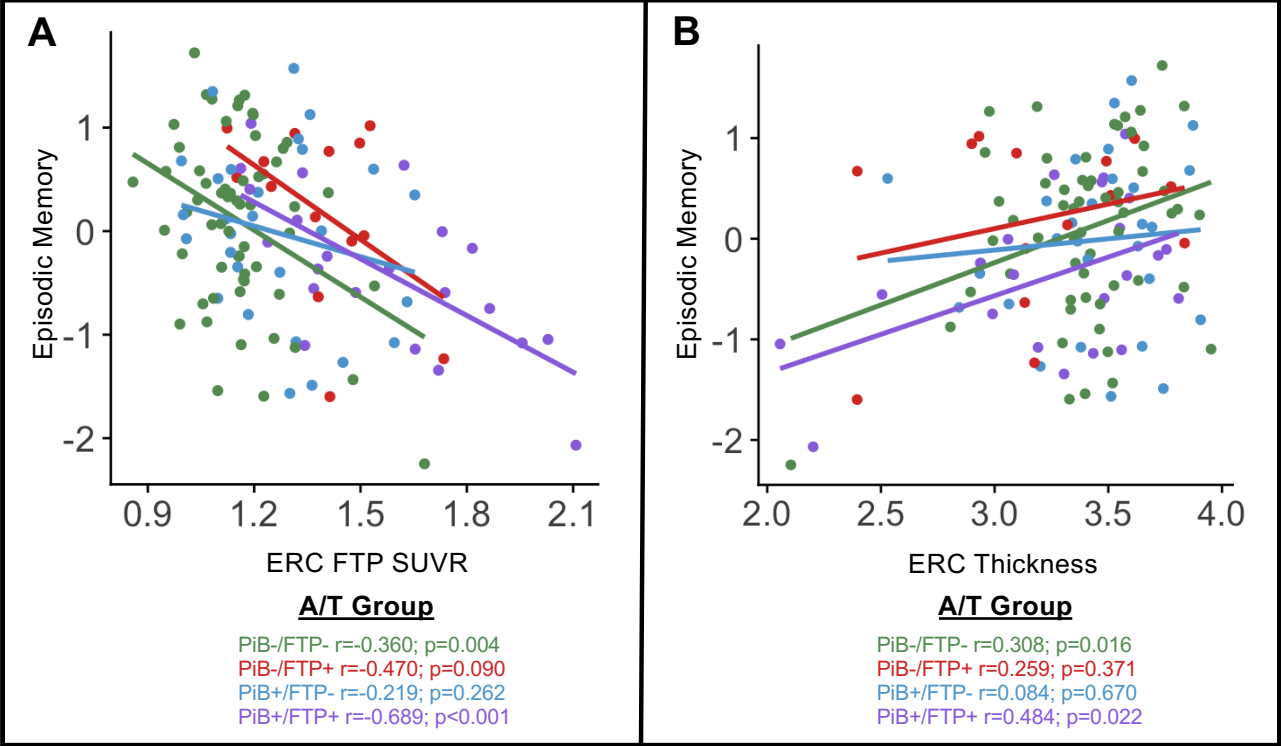 A
Episodic Memory
1
0
-1
-2
0.9 1.2 1.5 1.8 2.1
ERC FTP SUVR
A/T Group
PiB-/FTP- r=-0.360; p=0.004
PiB-/FTP+ r=-0.470; p=0.090
PiB+/FTP- r=-0.219; p=0.262
PiB+/FTP+ r=-0.689; p<0.001
B
Episodic Memory
1
0
-1
-2
2.0 2.5 3.0 3.5 4.0
ERC Thickness
A/T Group
PiB-/FTP- r=0.308; p=0.016
PiB-/FTP+ r=0.259; p=0.371
PiB+/FTP- r=0.084; p=0.670
PiB+/FTP+ r=0.484; p=0.022